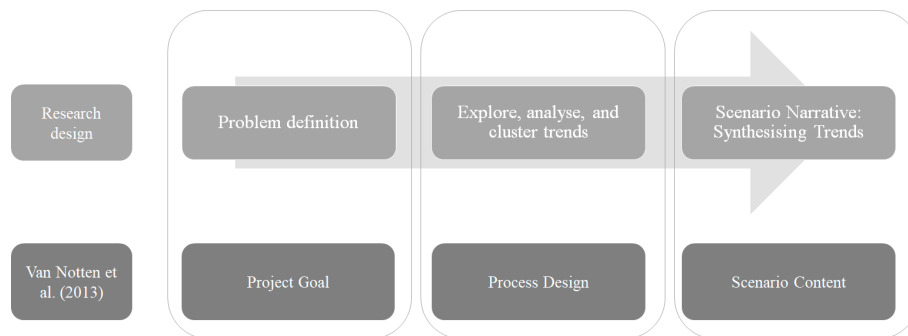 Research
design
Problem definition
Explore, analyse, and
cluster trends
Scenario Narrative:
Synthesising Trends
Van Notten et
al. (2013)
Project Goal
Process Design
Scenario Content